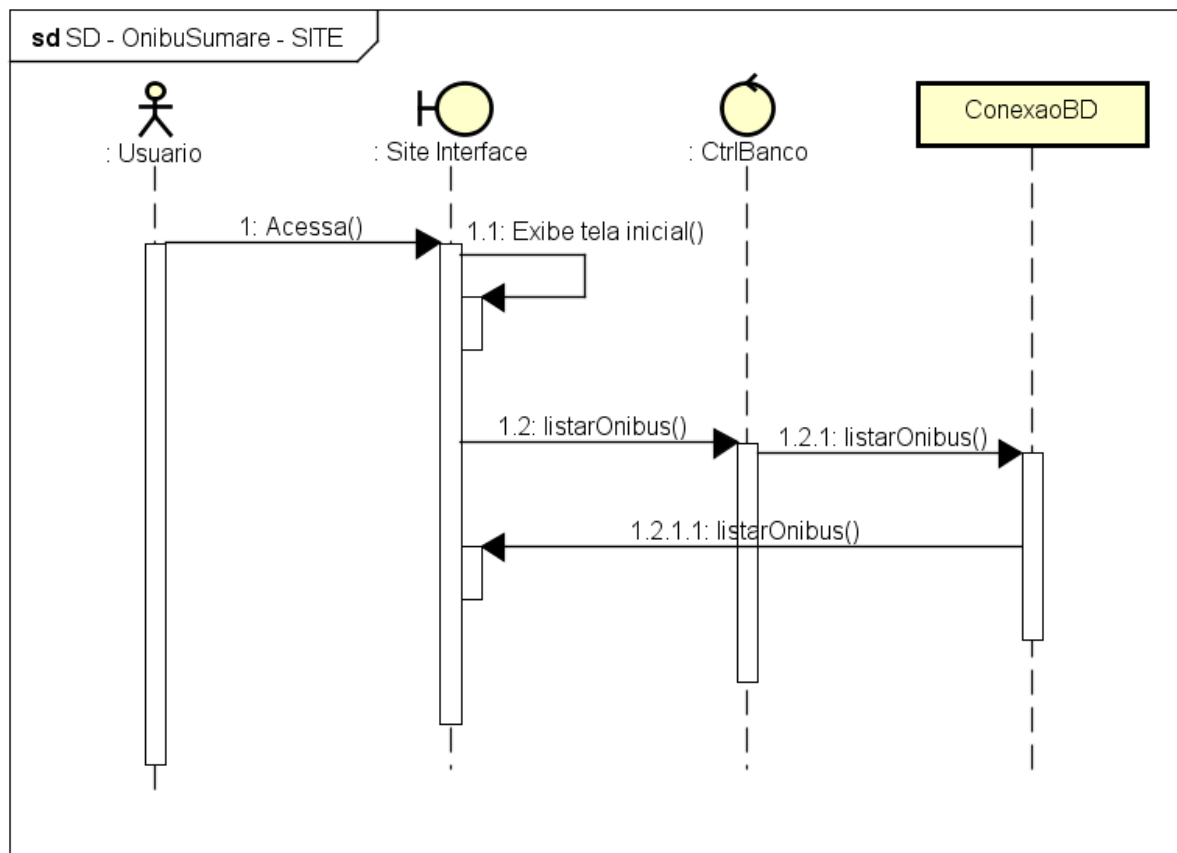 sd SD - OnibuSumare - SITE
: Usuario
: Site Interface
: CtrlBanco
ConexaoBD
1: Acessa()
1.1: Exibe tela inicial()
1.2: listarOnibus()
1.2.1: listarOnibus()
1.2.1.1: listarOnibus()